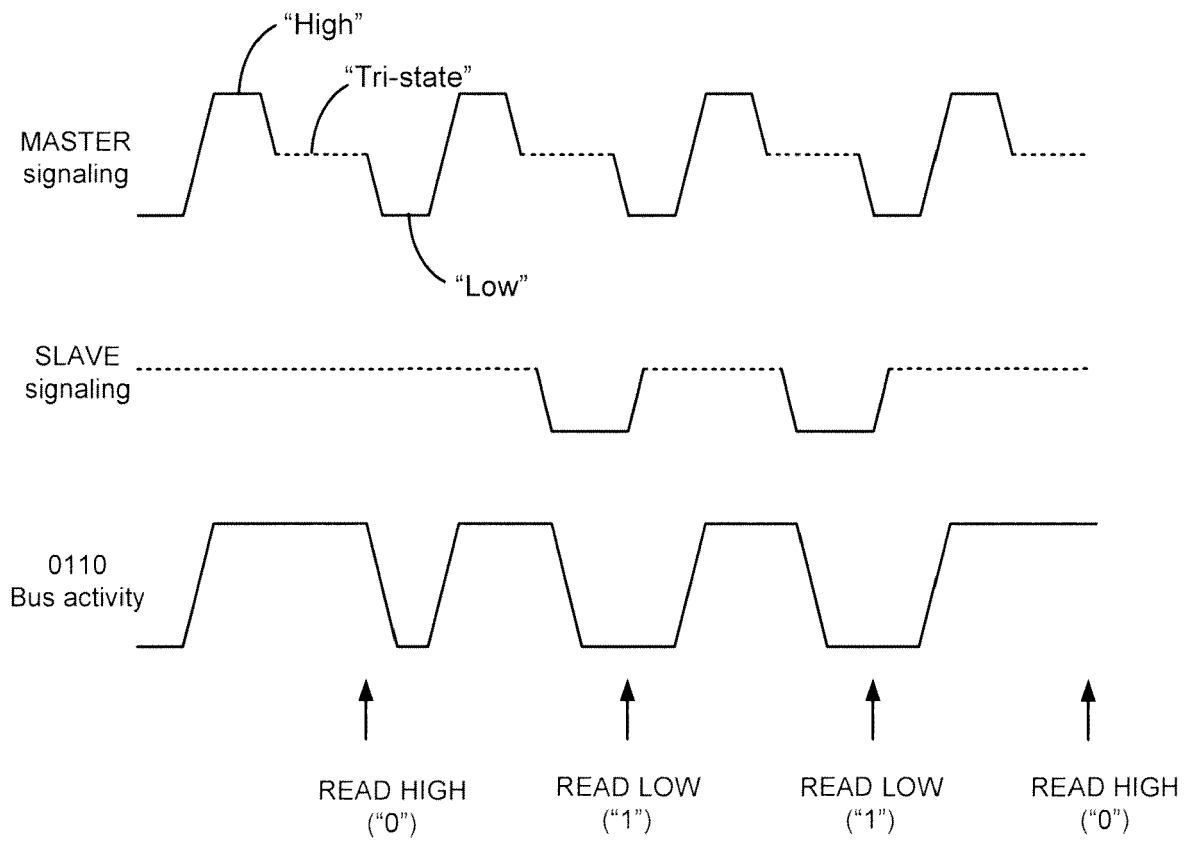 “High”
“Tri-state”
MASTER
signaling
“Low”
SLAVE
signaling
0110
Bus activity
READ HIGH
(“0”)
READ LOW
(“1”)
READ LOW
(“1”)
READ HIGH
(“0”)